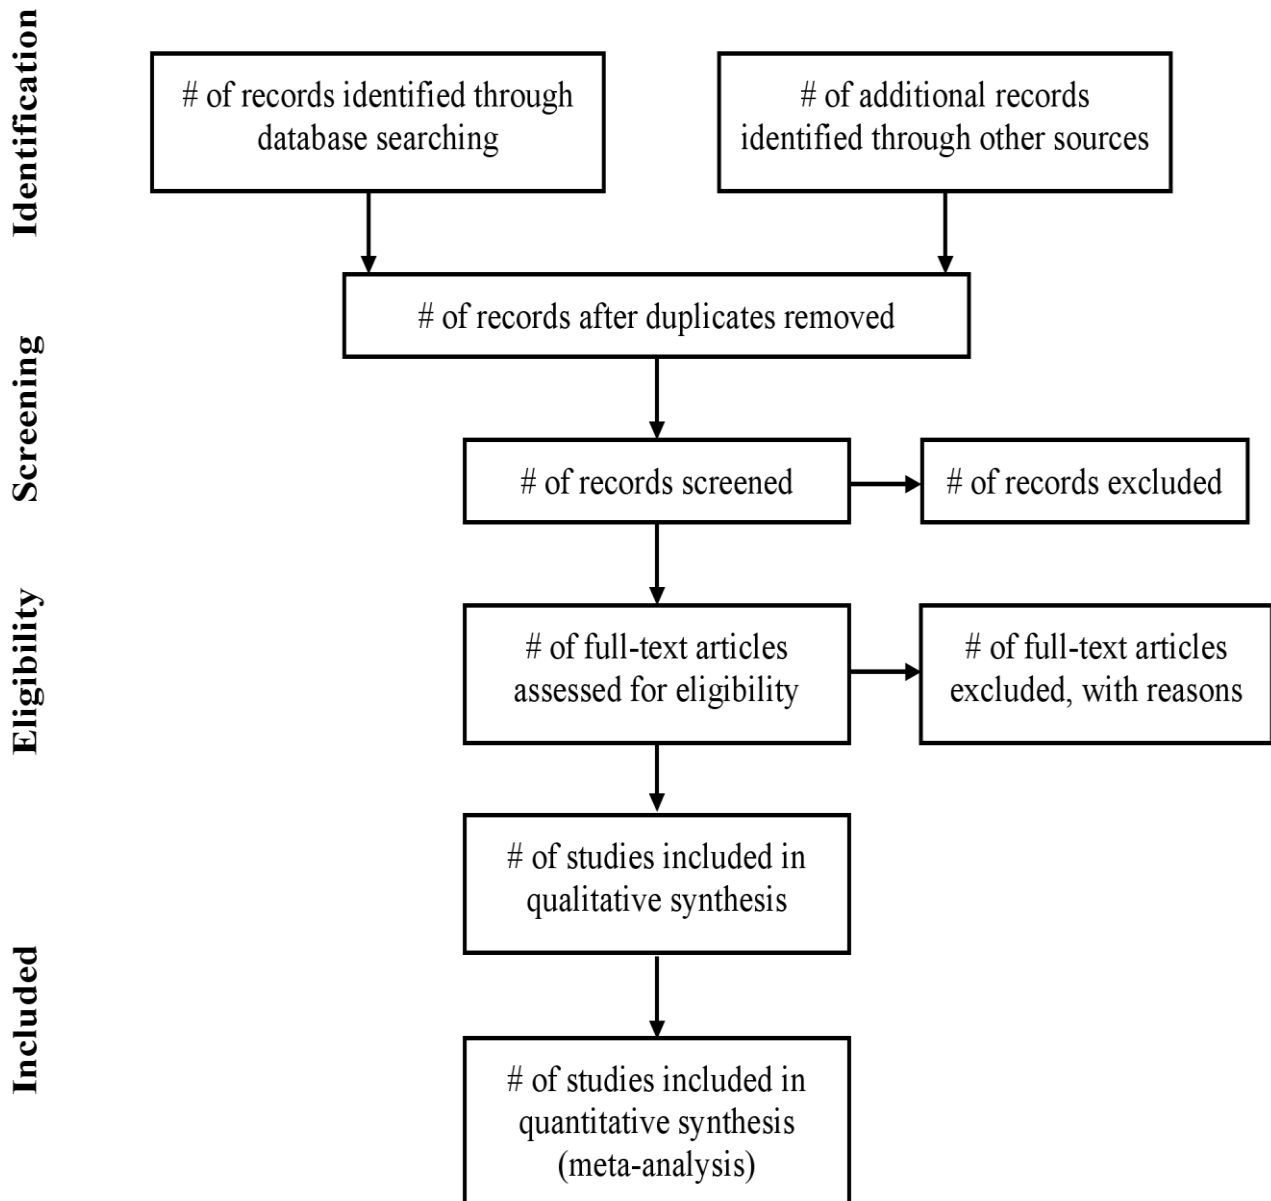 Identification
# of records identified through
database searching
# of additional records
identified through other sources
# of records after duplicates removed
Screening
# of records screened
# of records excluded
Eligibility
# of full-text articles
assessed for eligibility
# of full-text articles
excluded, with reasons
Included
# of studies included in
qualitative synthesis
# of studies included in
quantitative synthesis
(meta-analysis)